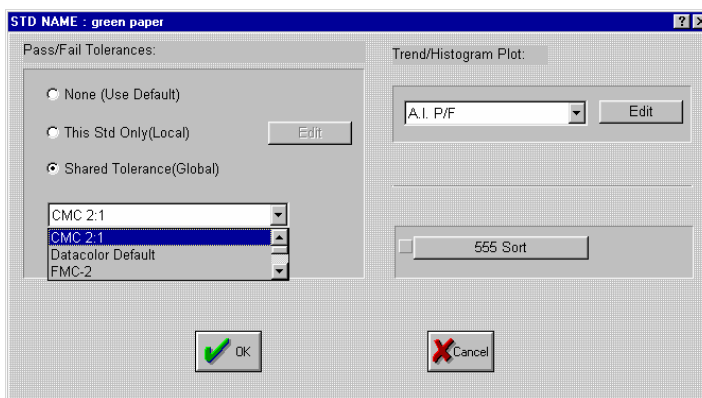 STD NAME : green paper
Pass/Fail Tolerances:
None (Use Default)
This Std Only(Local)
Edit
Shared Tolerance(Global)
CMC 2:1
CMC 2:1
Datacolor Default
FMC-2
Trend/Histogram Plot:
A.I. P/F
Edit
555 Sort
OK
Cancel